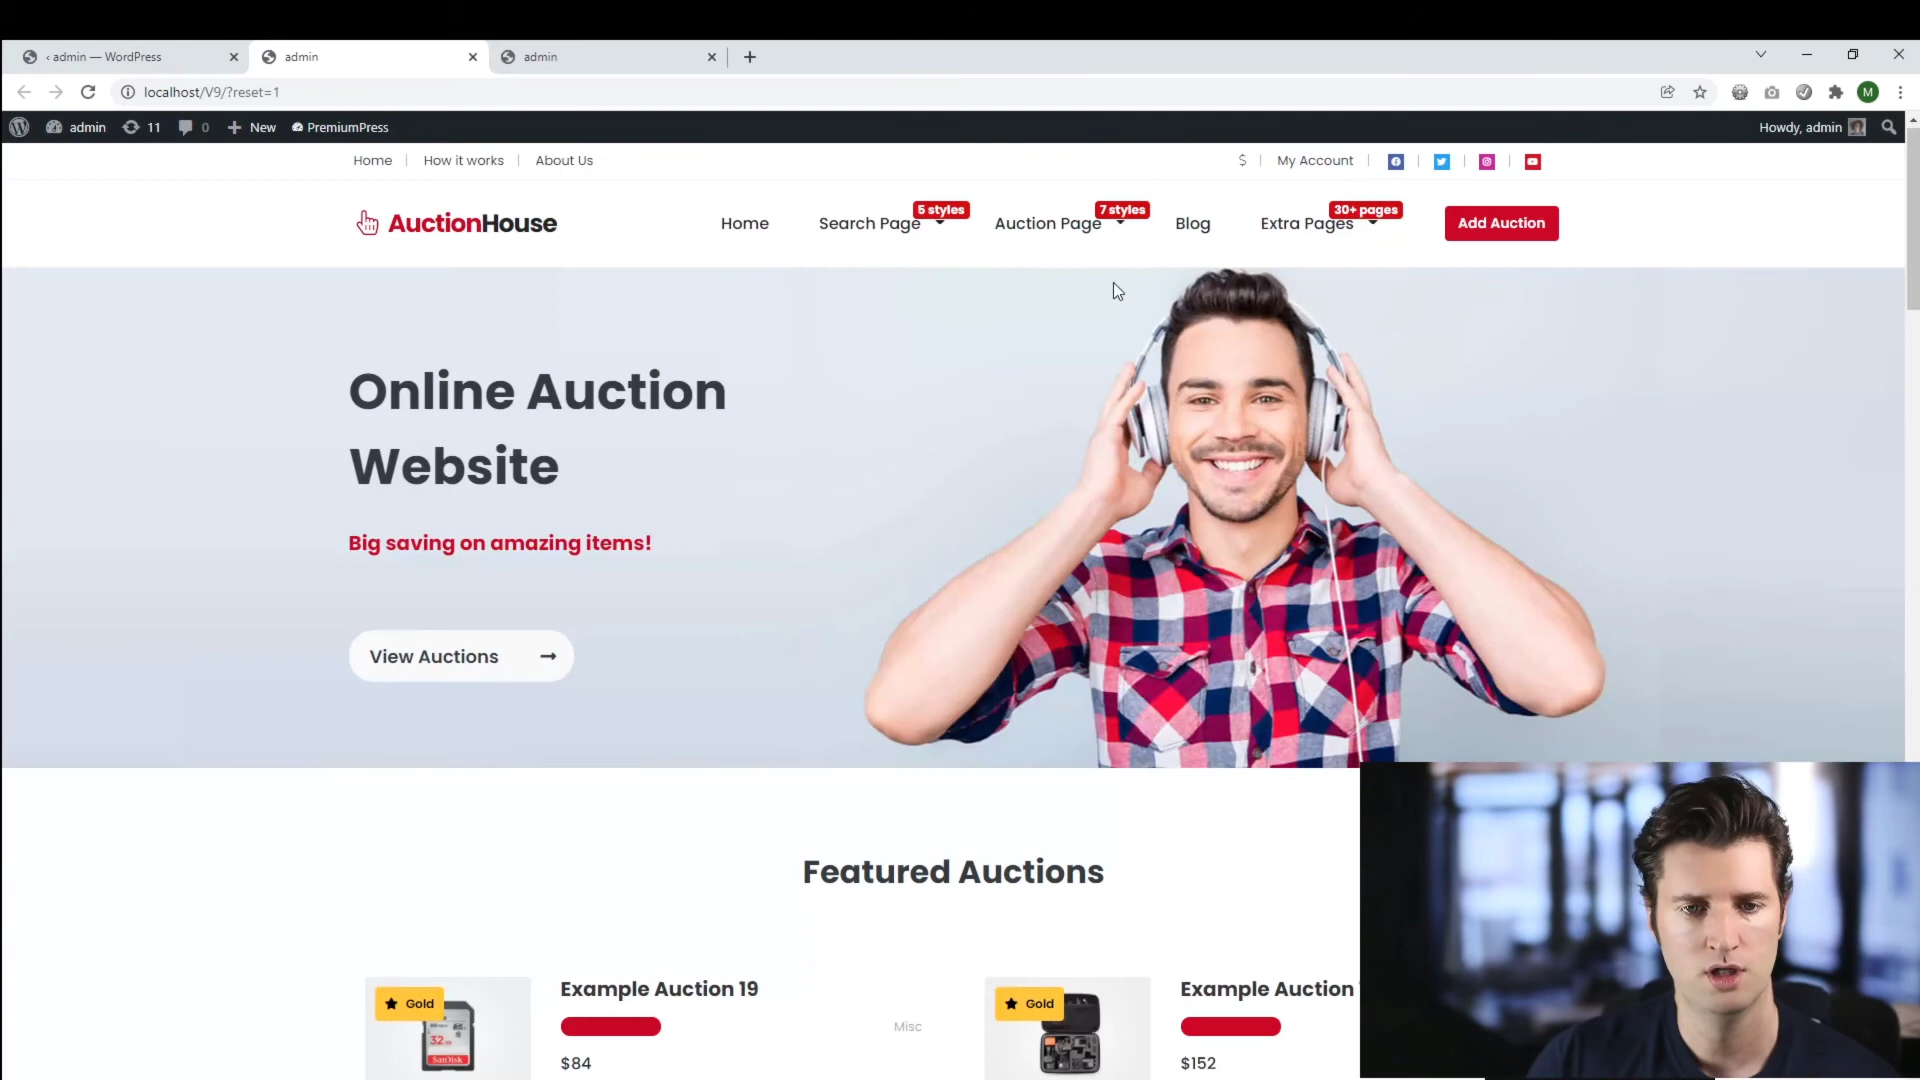 ‹ admin — WordPress
admin
admin
localhost/V9/?reset=1
M
admin
11
0
New
PremiumPress
Howdy, admin
Home
How it works
About Us
$
My Account
AuctionHouse
Home
Search Page
5 styles
Auction Page
7 styles
Blog
Extra Pages
30+ pages
Add Auction
Online Auction
Website
Big saving on amazing items!
View Auctions
Featured Auctions
Gold
32
SanDisk
Example Auction 19
Misc
$84
Gold
Example Auction
$152